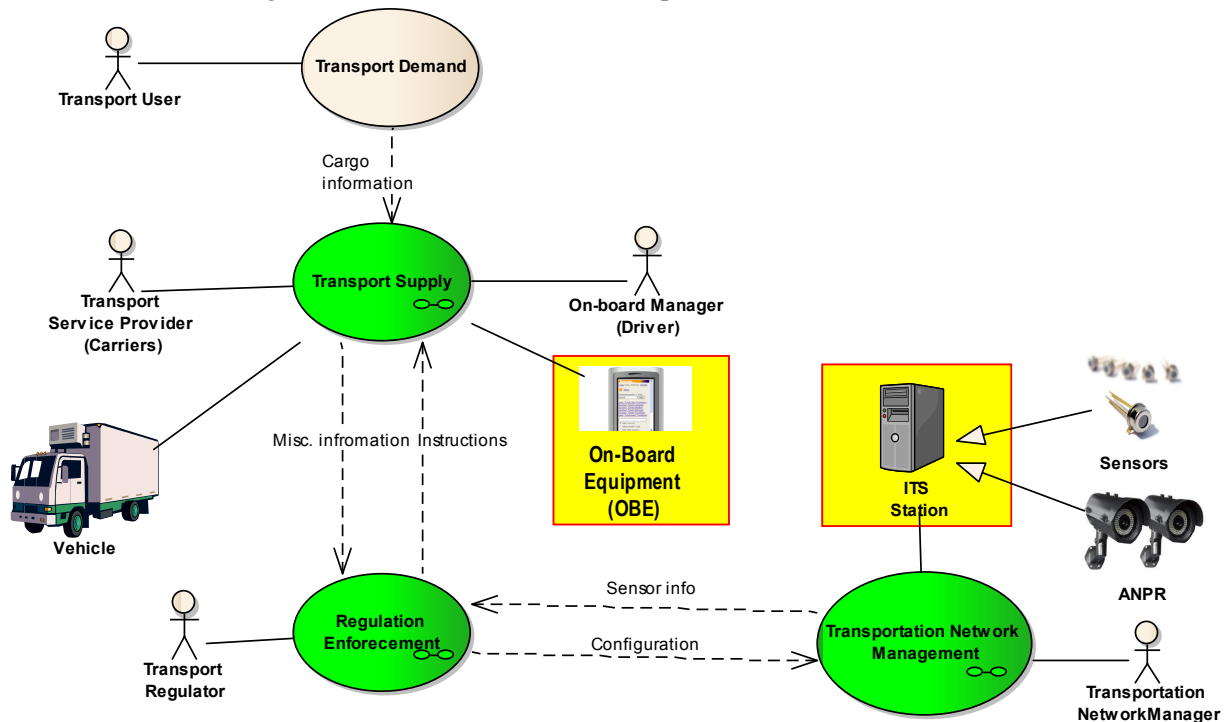 Transport Demand
Transport User
Cargo
information
Transport Supply
Transport
Service Provider
(Carriers)
On-board Manager
(Driver)
Misc. infromation
Instructions
On-Board
Equipment
(OBE)
ITS
Station
Sensors
Vehicle
ANPR
Sensor info
Regulation
Enforecement
Transportation Network
Management
Configuration
Transport
Regulator
Transportation
NetworkManager